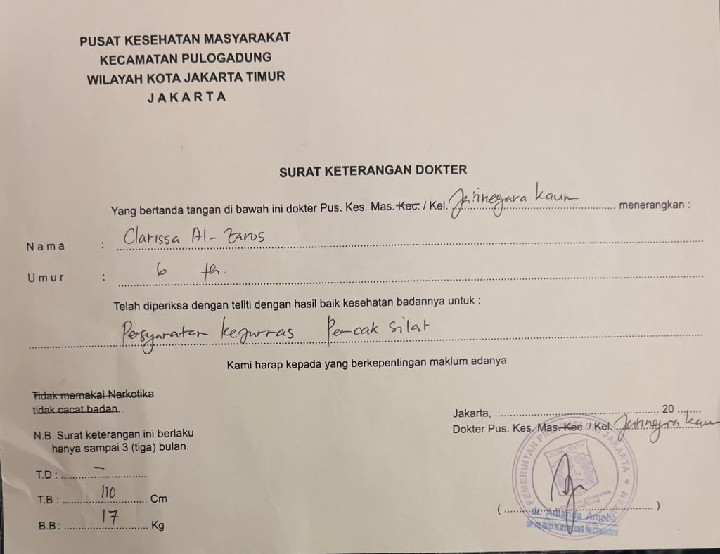 PUSAT KESEHATAN MASYARAKAT
KECAMATAN PULOGADUNG
WILAYAH KOTA JAKARTA TIMUR
JAKARTA
SURAT KETERANGAN DOKTER
Yang bertanda tangan di bawah ini dokter Pus. Kes. Mas. Kec. / Kel. Jatinegara Kaum menerangkan :
Nama : Clarissa Al-
Umur : 6 th.
Telah diperiksa dengan teliti dengan hasil baik kesehatan badannya untuk :
Persyaratan Kejurnas Pencak Silat
Kami harap kepada yang berkepentingan maklum adanya
Tidak memakai Narkotika
tidak cacat badan.
N.B Surat keterangan ini berlaku
hanya sampai 3 (tiga) bulan.
T.D : –
T.B : 110 Cm
B.B : 17 Kg
Jakarta, 20
Dokter Pus. Kes. Mas. Kec / Kel. Jatinegara Kaum
JAKARTA
dr.
( )